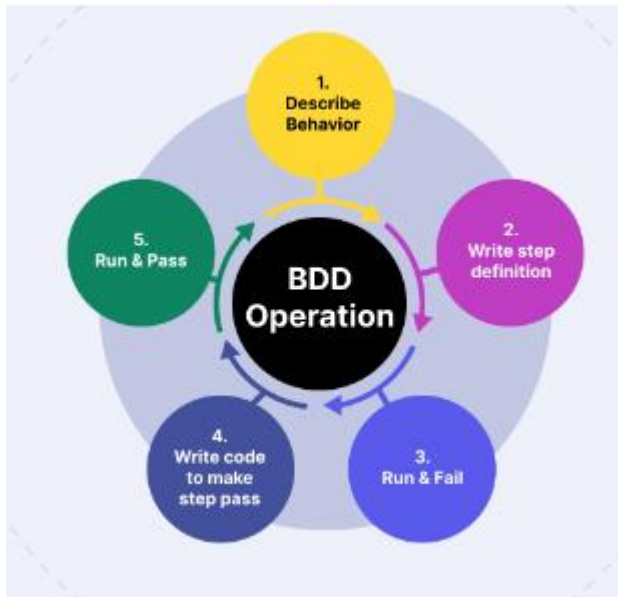 1.
Describe
Behavior
2.
Write step
definition
3.
Run & Fail
4.
Write code
to make
step pass
5.
Run & Pass
BDD
Operation